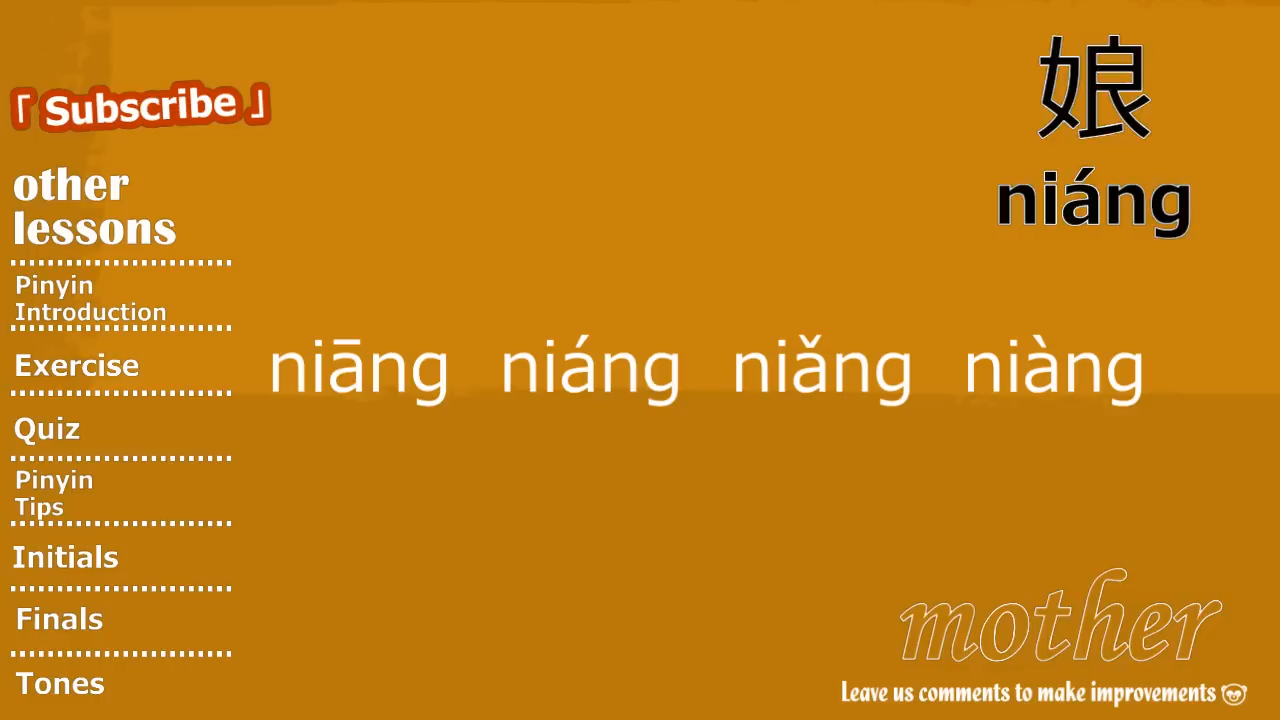 「 Subscribe 」
other
lessons
Pinyin
Introduction
Exercise
Quiz
Pinyin
Tips
Initials
Finals
Tones
娘
niáng
niāng niáng niǎng niàng
mother
Leave us comments to make improvements